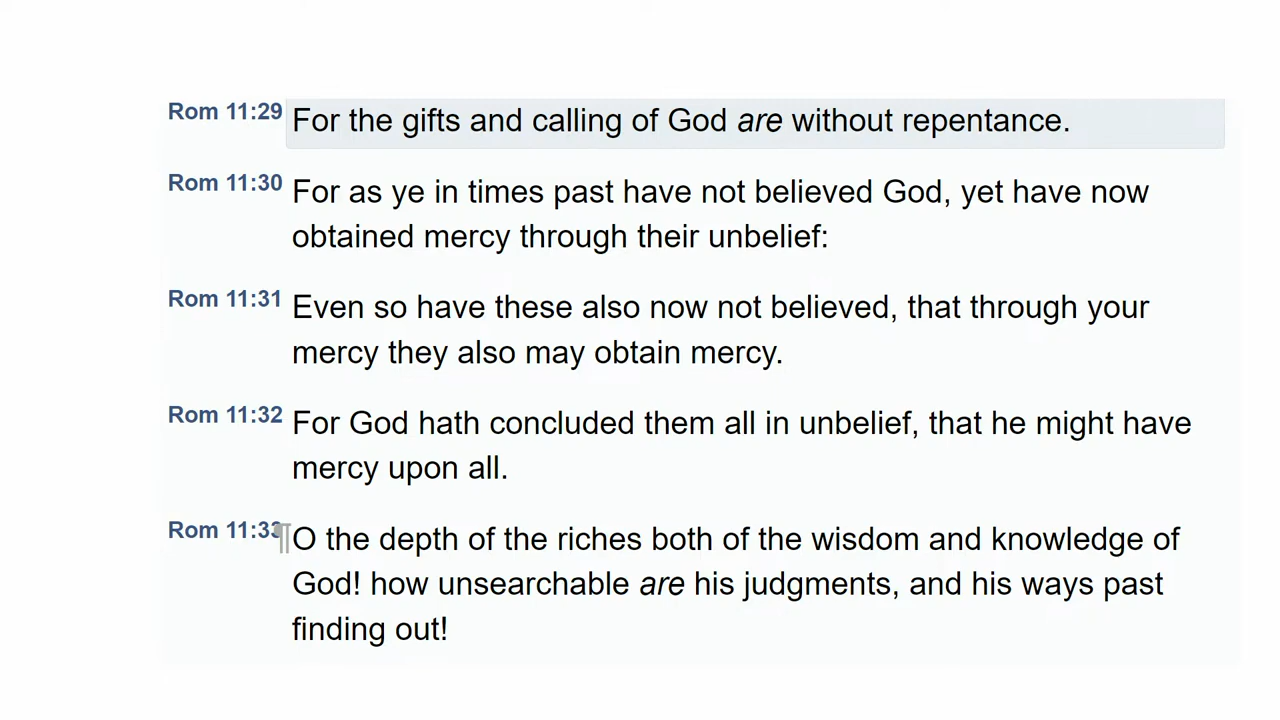 Rom 11:29 For the gifts and calling of God are without repentance.
Rom 11:30 For as ye in times past have not believed God, yet have now
obtained mercy through their unbelief:
Rom 11:31 Even so have these also now not believed, that through your
mercy they also may obtain mercy.
Rom 11:32 For God hath concluded them all in unbelief, that he might have
mercy upon all.
Rom 11:33 ¶O the depth of the riches both of the wisdom and knowledge of
God! how unsearchable are his judgments, and his ways past
finding out!